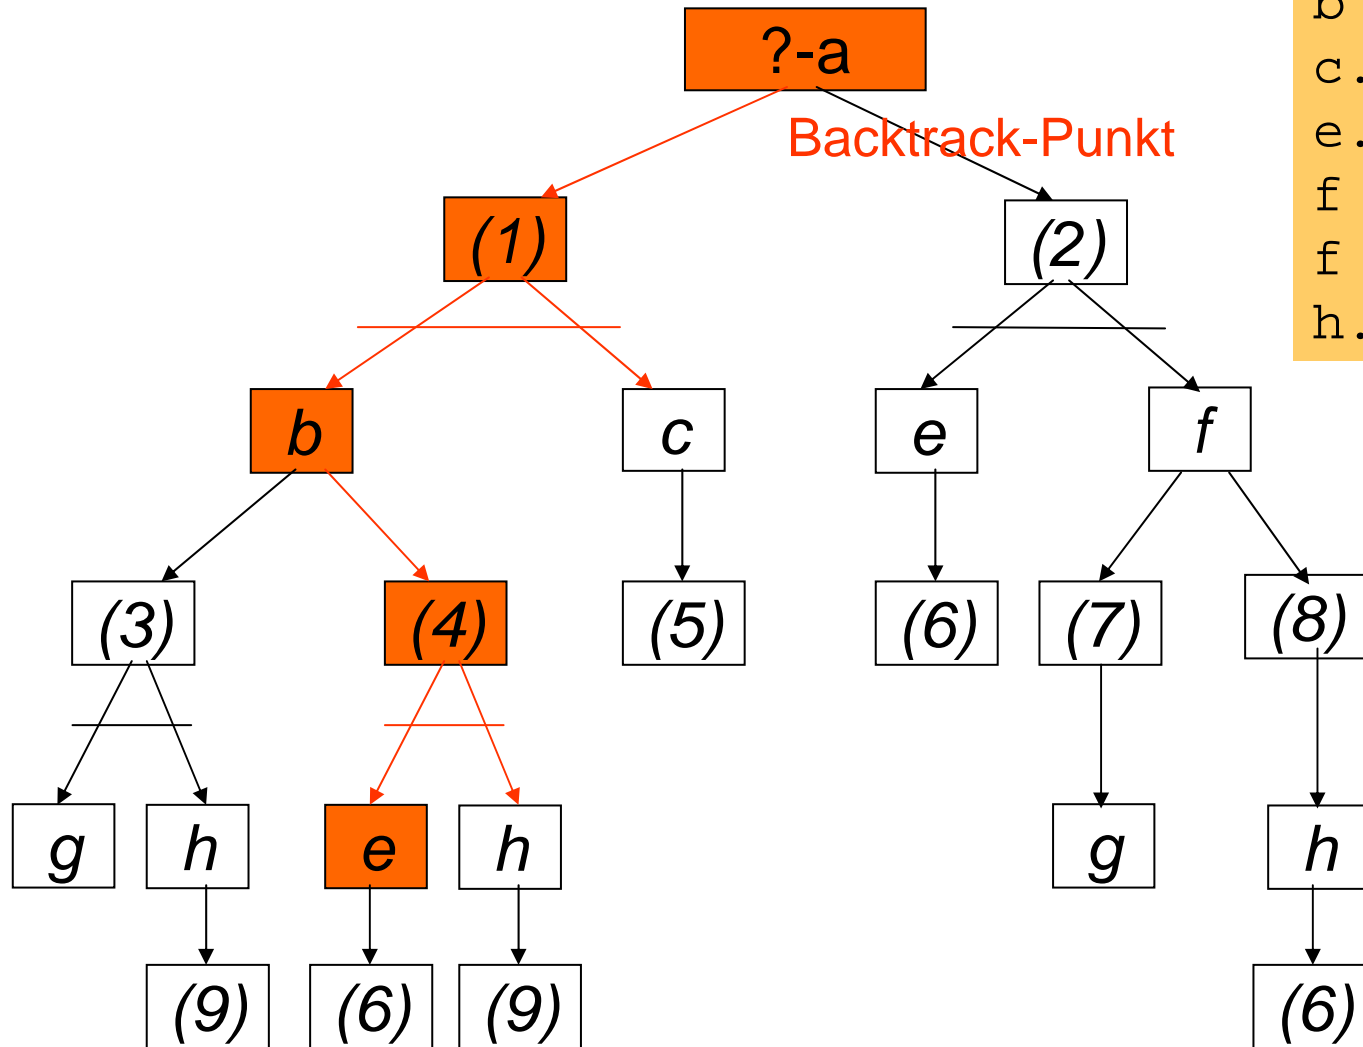 ?-a
Backtrack-Punkt
b
c.
e.
f
f
h.
(1)
(2)
b
c
e
f
(3)
(4)
(5)
(6)
(7)
(8)
g
h
e
h
g
h
(9)
(6)
(9)
(6)